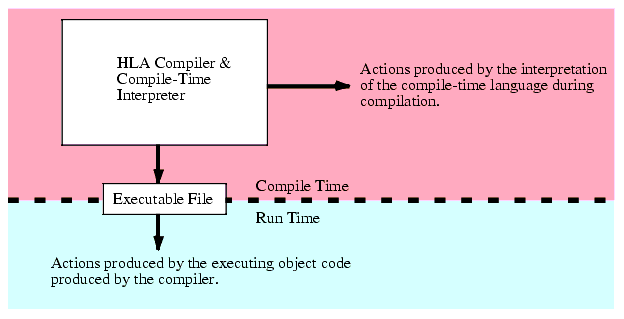 HLA Compiler &
Compile-Time
Interpreter
Actions produced by the interpretation
of the compile-time language during
compilation.
Compile Time
Executable File
Run Time
Actions produced by the executing object code
produced by the compiler.